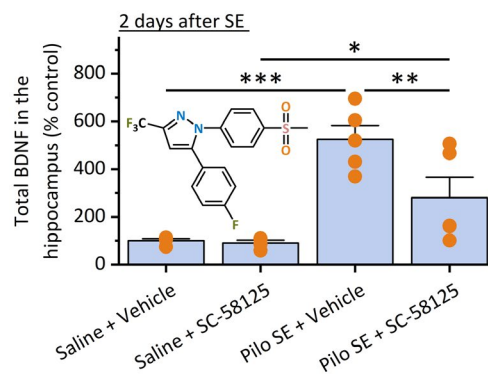 2 days after SE
Total BDNF in the
hippocampus (% control)
800
600
400
200
0
*
***
**
F₃C
N
N
S
O
O
F
Saline + Vehicle
Saline + SC-58125
Pilo SE + Vehicle
Pilo SE + SC-58125